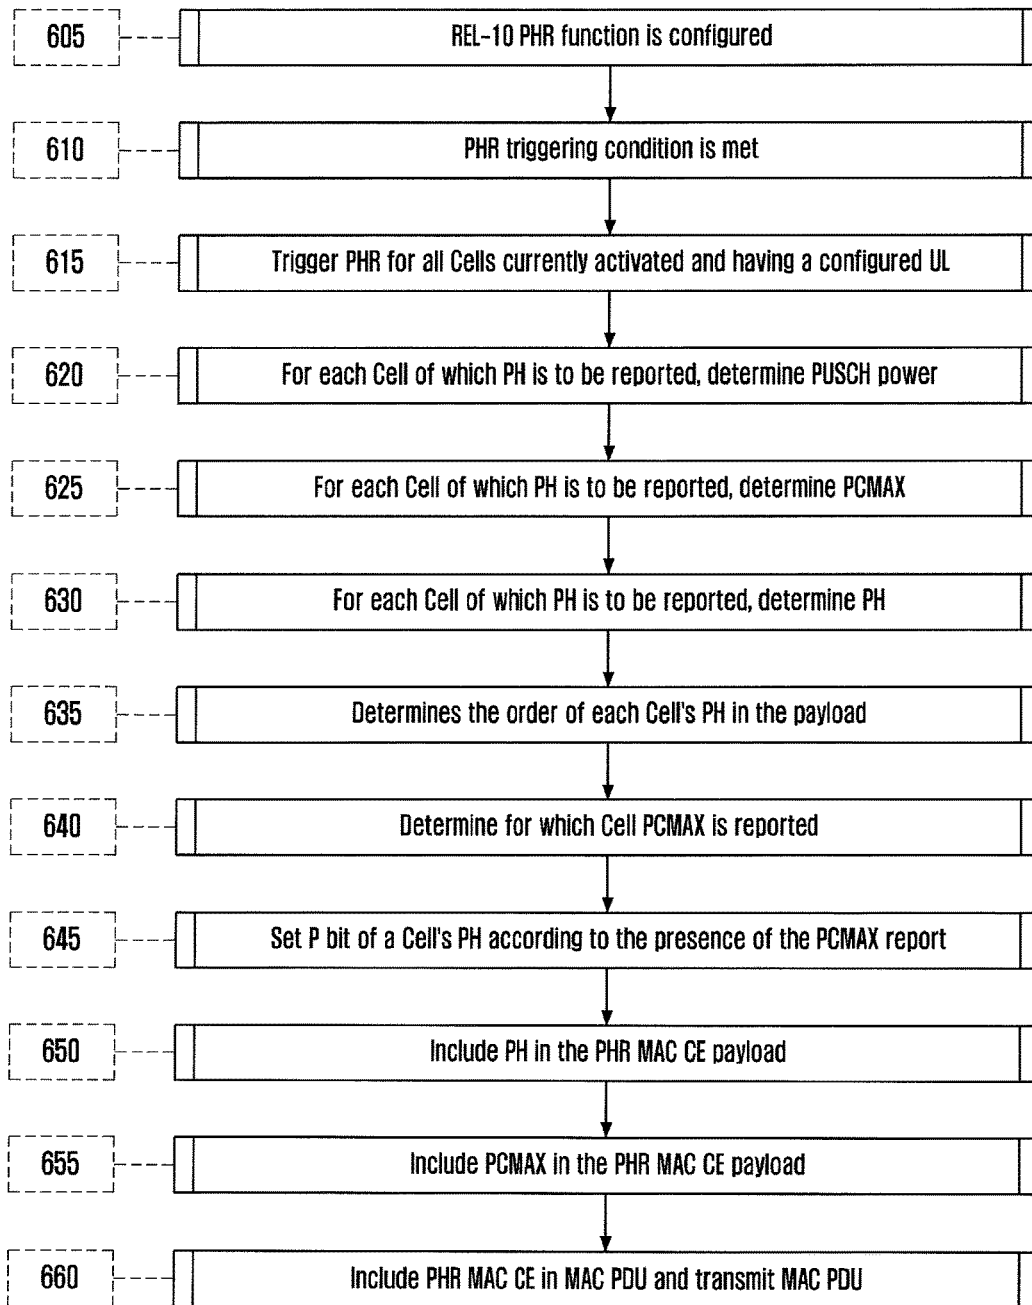 605
REL-10 PHR function is configured
610
PHR triggering condition is met
615
Trigger PHR for all Cells currently activated and having a configured UL
620
For each Cell of which PH is to be reported, determine PUSCH power
625
For each Cell of which PH is to be reported, determine PCMAX
630
For each Cell of which PH is to be reported, determine PH
635
Determines the order of each Cell's PH in the payload
640
Determine for which Cell PCMAX is reported
645
Set P bit of a Cell's PH according to the presence of the PCMAX report
650
Include PH in the PHR MAC CE payload
655
Include PCMAX in the PHR MAC CE payload
660
Include PHR MAC CE in MAC PDU and transmit MAC PDU